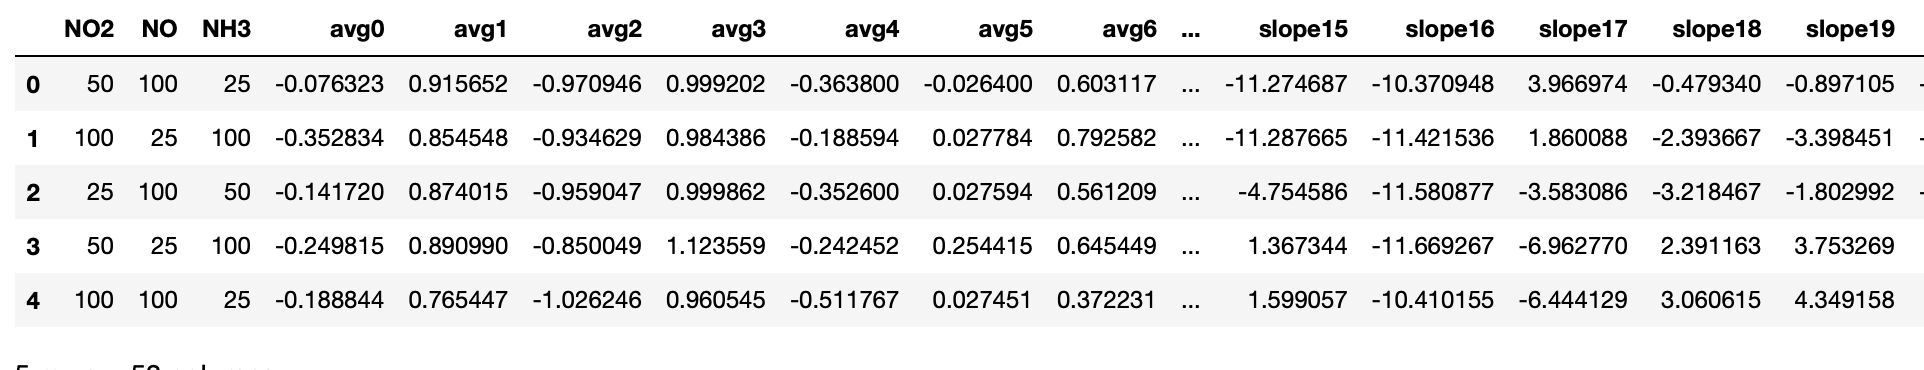 NO2 NO NH3 avg0 avg1 avg2 avg3 avg4 avg5 avg6 ... slope15 slope16 slope17 slope18 slope19
0 50 100 25 -0.076323 0.915652 -0.970946 0.999202 -0.363800 -0.026400 0.603117 ... -11.274687 -10.370948 3.966974 -0.479340 -0.897105 -
1 100 25 100 -0.352834 0.854548 -0.934629 0.984386 -0.188594 0.027784 0.792582 ... -11.287665 -11.421536 1.860088 -2.393667 -3.398451 -
2 25 100 50 -0.141720 0.874015 -0.959047 0.999862 -0.352600 0.027594 0.561209 ... -4.754586 -11.580877 -3.583086 -3.218467 -1.802992 -
3 50 25 100 -0.249815 0.890990 -0.850049 1.123559 -0.242452 0.254415 0.645449 ... 1.367344 -11.669267 -6.962770 2.391163 3.753269
4 100 100 25 -0.188844 0.765447 -1.026246 0.960545 -0.511767 0.027451 0.372231 ... 1.599057 -10.410155 -6.444129 3.060615 4.349158